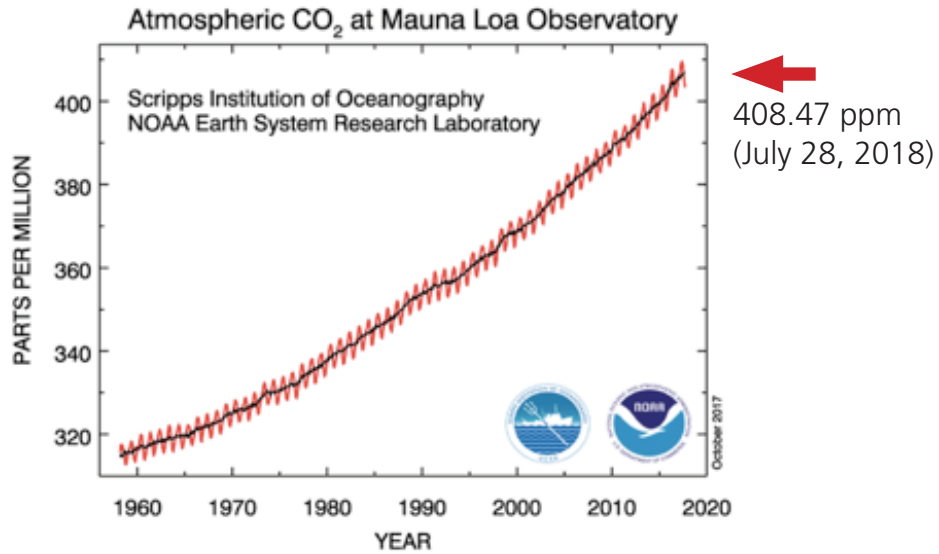 Atmospheric CO₂ at Mauna Loa Observatory
Scripps Institution of Oceanography
NOAA Earth System Research Laboratory
408.47 ppm
(July 28, 2018)
PARTS PER MILLION
400
380
360
340
320
NOAA
October 2017
1960 1970 1980 1990 2000 2010 2020
YEAR